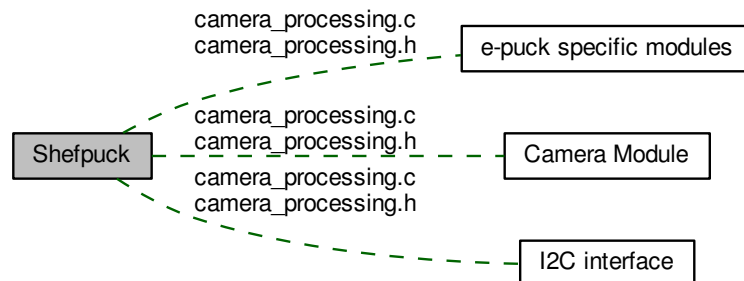 camera_processing.c
camera_processing.h
e-puck specific modules
camera_processing.c
camera_processing.h
Shefpuck
Camera Module
camera_processing.c
camera_processing.h
I2C interface